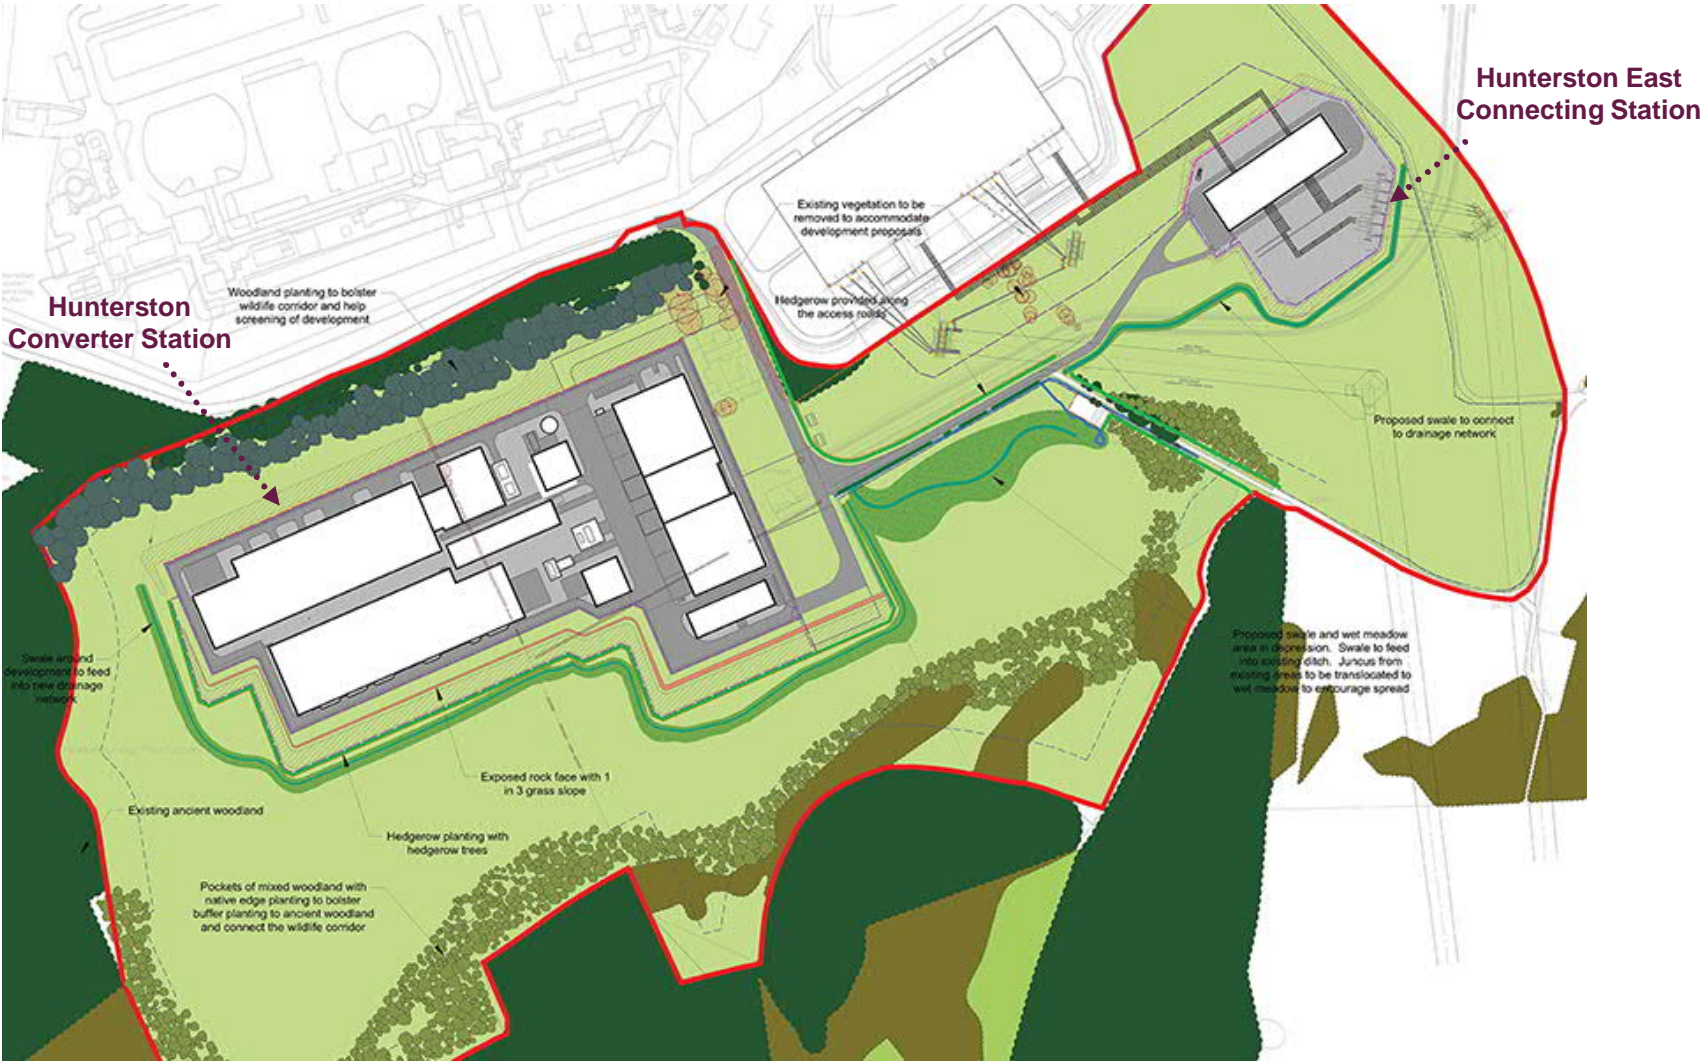 Hunterston East
Connecting Station
Existing vegetation to be
removed to accommodate
development proposals
Woodland planting to bolster
wildlife corridor and help
screening of development
Hunterston
Converter Station
Hedgerow provided along
the access roads
Proposed swale to connect
to drainage network
Swale around
development to feed
into new drainage
network
Proposed swale and wet meadow
area in depression. Swale to feed
into existing ditch. Juncus from
existing areas to be translocated to
wet meadow to encourage spread
Exposed rock face with 1
in 3 grass slope
Existing ancient woodland
Hedgerow planting with
hedgerow trees
Pockets of mixed woodland with
native edge planting to bolster
buffer planting to ancient woodland
and connect the wildlife corridor